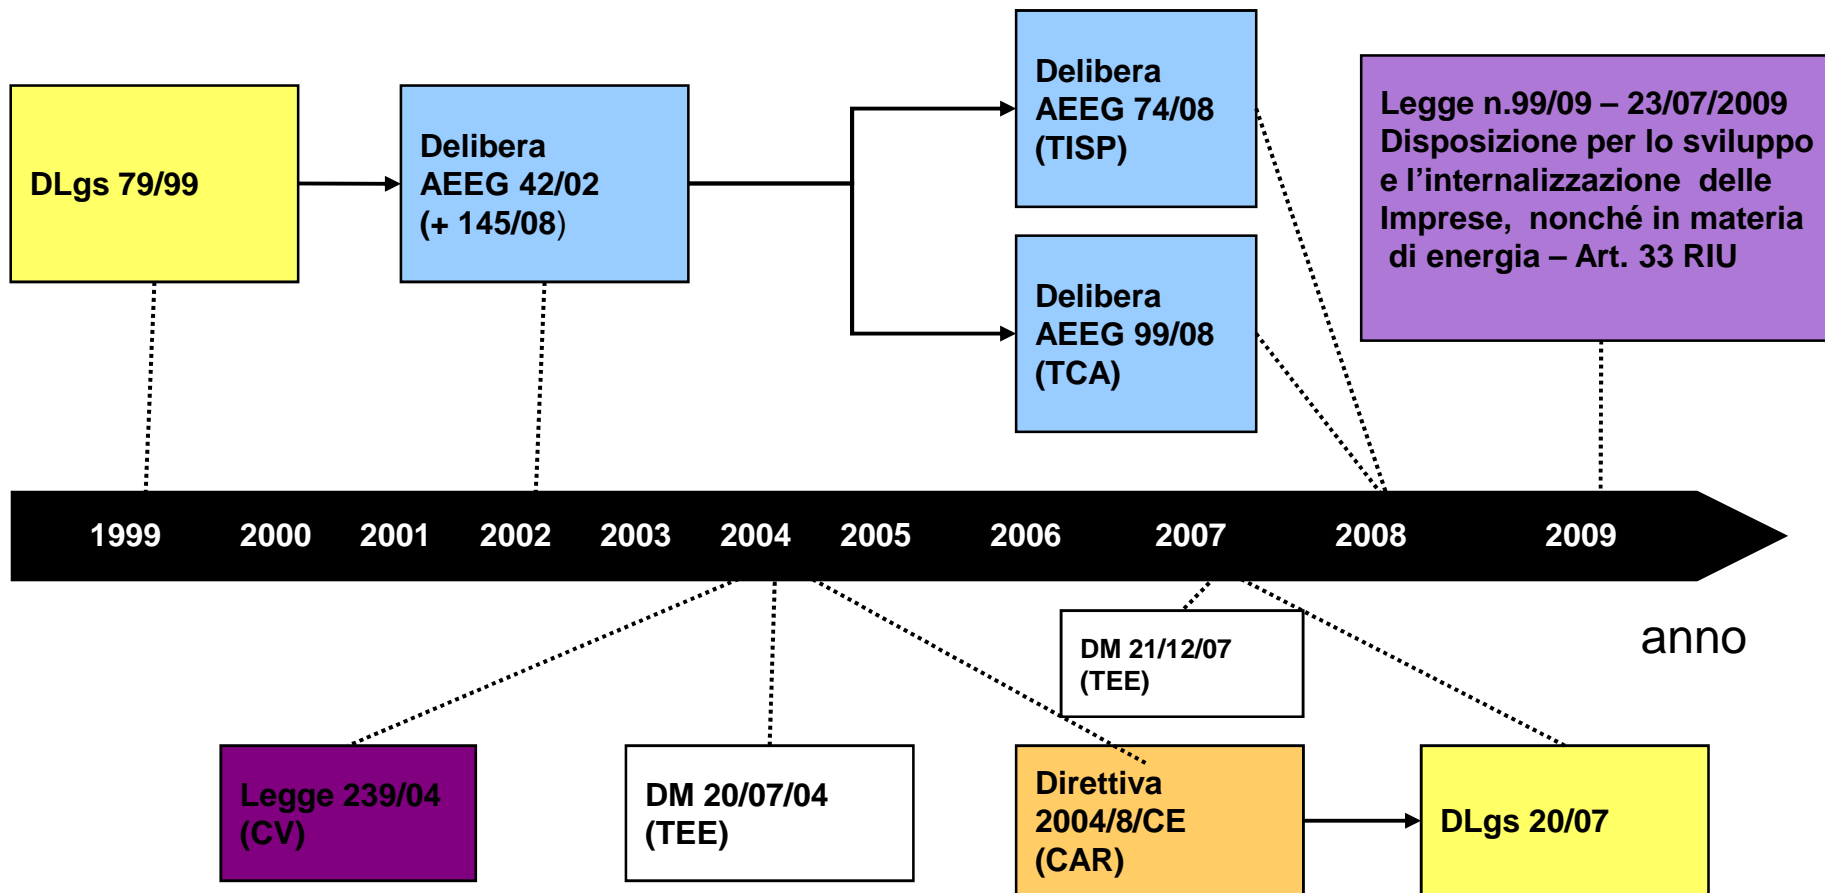 DLgs 79/99
Delibera
AEEG 42/02
(+ 145/08)
Delibera
AEEG 74/08
(TISP)
Delibera
AEEG 99/08
(TCA)
Legge n.99/09 – 23/07/2009
Disposizione per lo sviluppo
e l’internalizzazione delle
Imprese, nonché in materia
di energia – Art. 33 RIU
1999 2000 2001 2002 2003 2004 2005 2006 2007 2008 2009
anno
DM 21/12/07
(TEE)
Legge 239/04
(CV)
DM 20/07/04
(TEE)
Direttiva
2004/8/CE
(CAR)
DLgs 20/07